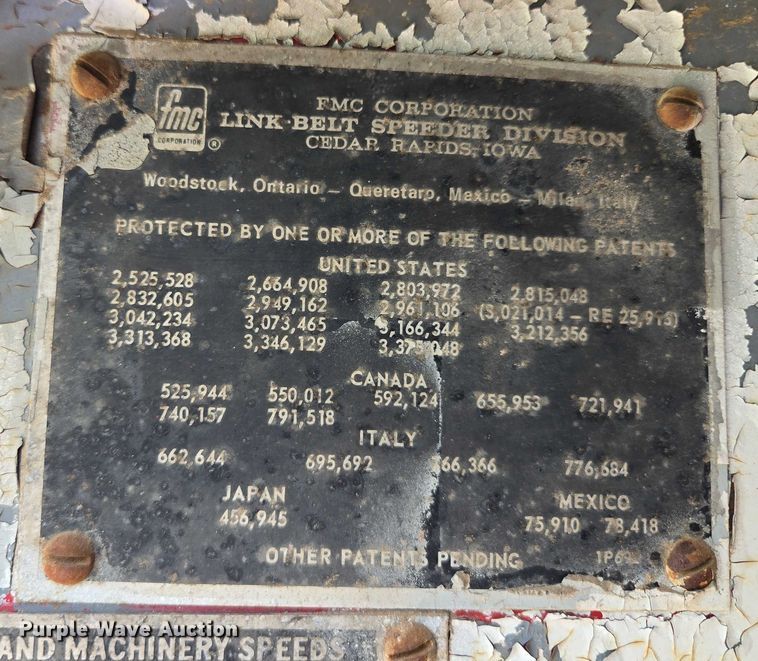 fmc
CORPORATION
®
FMC CORPORATION
LINK-BELT SPEEDER DIVISION
CEDAR RAPIDS, IOWA
Woodstock, Ontario – Queretaro, Mexico – Milan, Italy
PROTECTED BY ONE OR MORE OF THE FOLLOWING PATENTS
UNITED STATES
2,525,528 2,664,908 2,803,972 2,815,048
2,832,605 2,949,162 2,961,106 (3,021,014 – RE
3,042,234 3,073,465 3,166,344 3,212,356
3,313,368 3,346,129 3,375,048
CANADA
525,944 550,012 592,124 655,953 721,941
740,157 791,518
ITALY
662,644 695,692 776,684
JAPAN MEXICO
456,945 75,910 78,418
OTHER PATENTS PENDING
Purple Wave Auction
AND MACHINERY SPEEDS